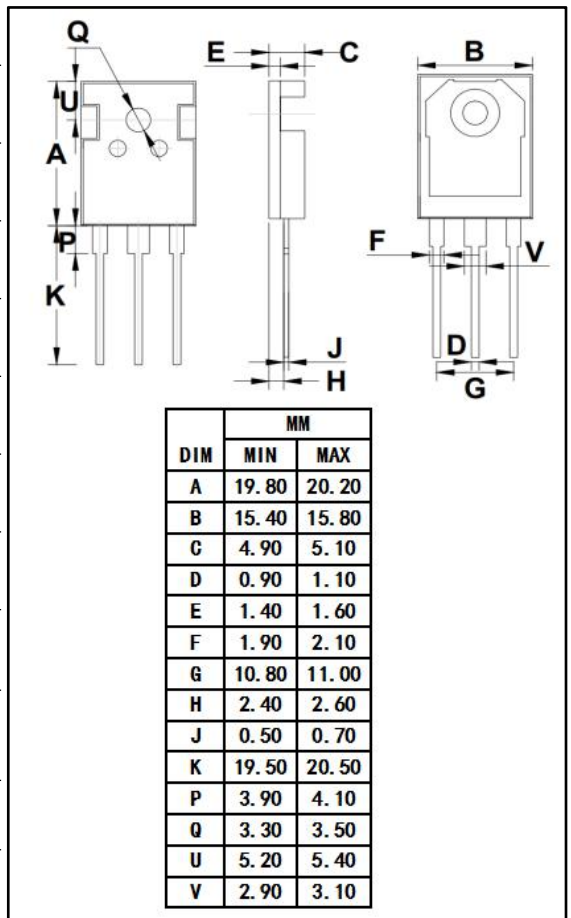 Q
E
C
B
U
A
P
K
F
V
J
D
H
G
MM
DIM MIN MAX
A 19.80 20.20
B 15.40 15.80
C 4.90 5.10
D 0.90 1.10
E 1.40 1.60
F 1.90 2.10
G 10.80 11.00
H 2.40 2.60
J 0.50 0.70
K 19.50 20.50
P 3.90 4.10
Q 3.30 3.50
U 5.20 5.40
V 2.90 3.10